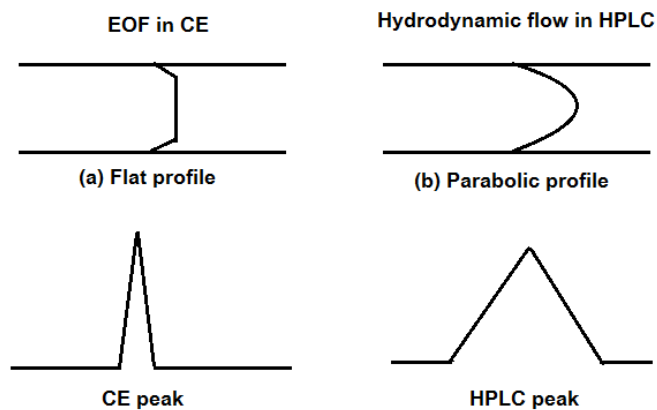 EOF in CE
Hydrodynamic flow in HPLC
(a) Flat profile
(b) Parabolic profile
CE peak
HPLC peak